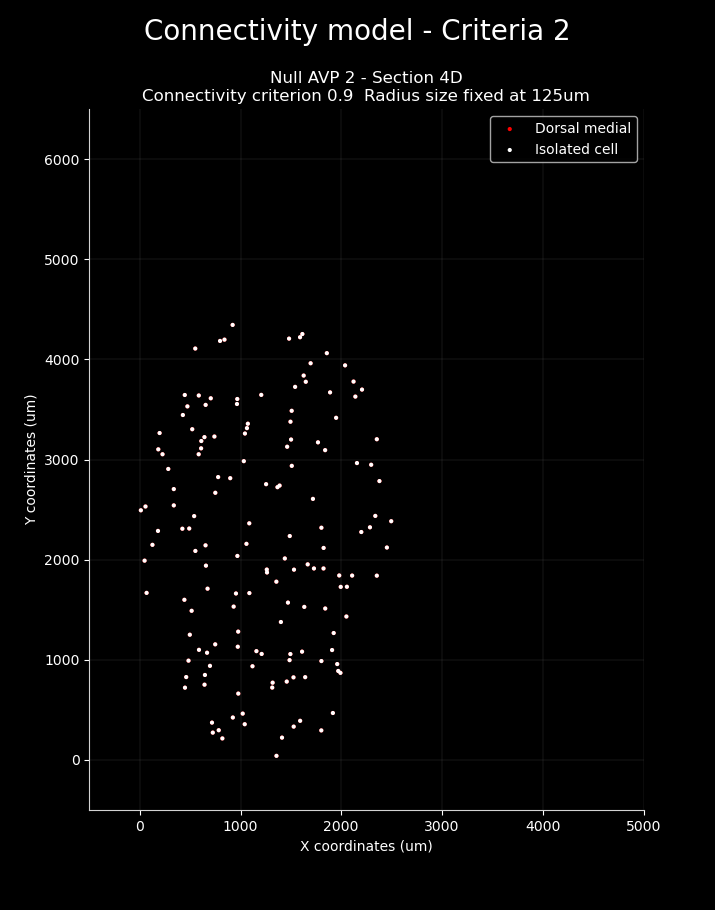 Connectivity model - Criteria 2
Null AVP 2 - Section 4D
Connectivity criterion 0.9  Radius size fixed at 125um
Dorsal medial
Isolated cell
6000
5000
4000
3000
2000
1000
0
Y coordinates (um)
0
1000
2000
3000
4000
5000
X coordinates (um)